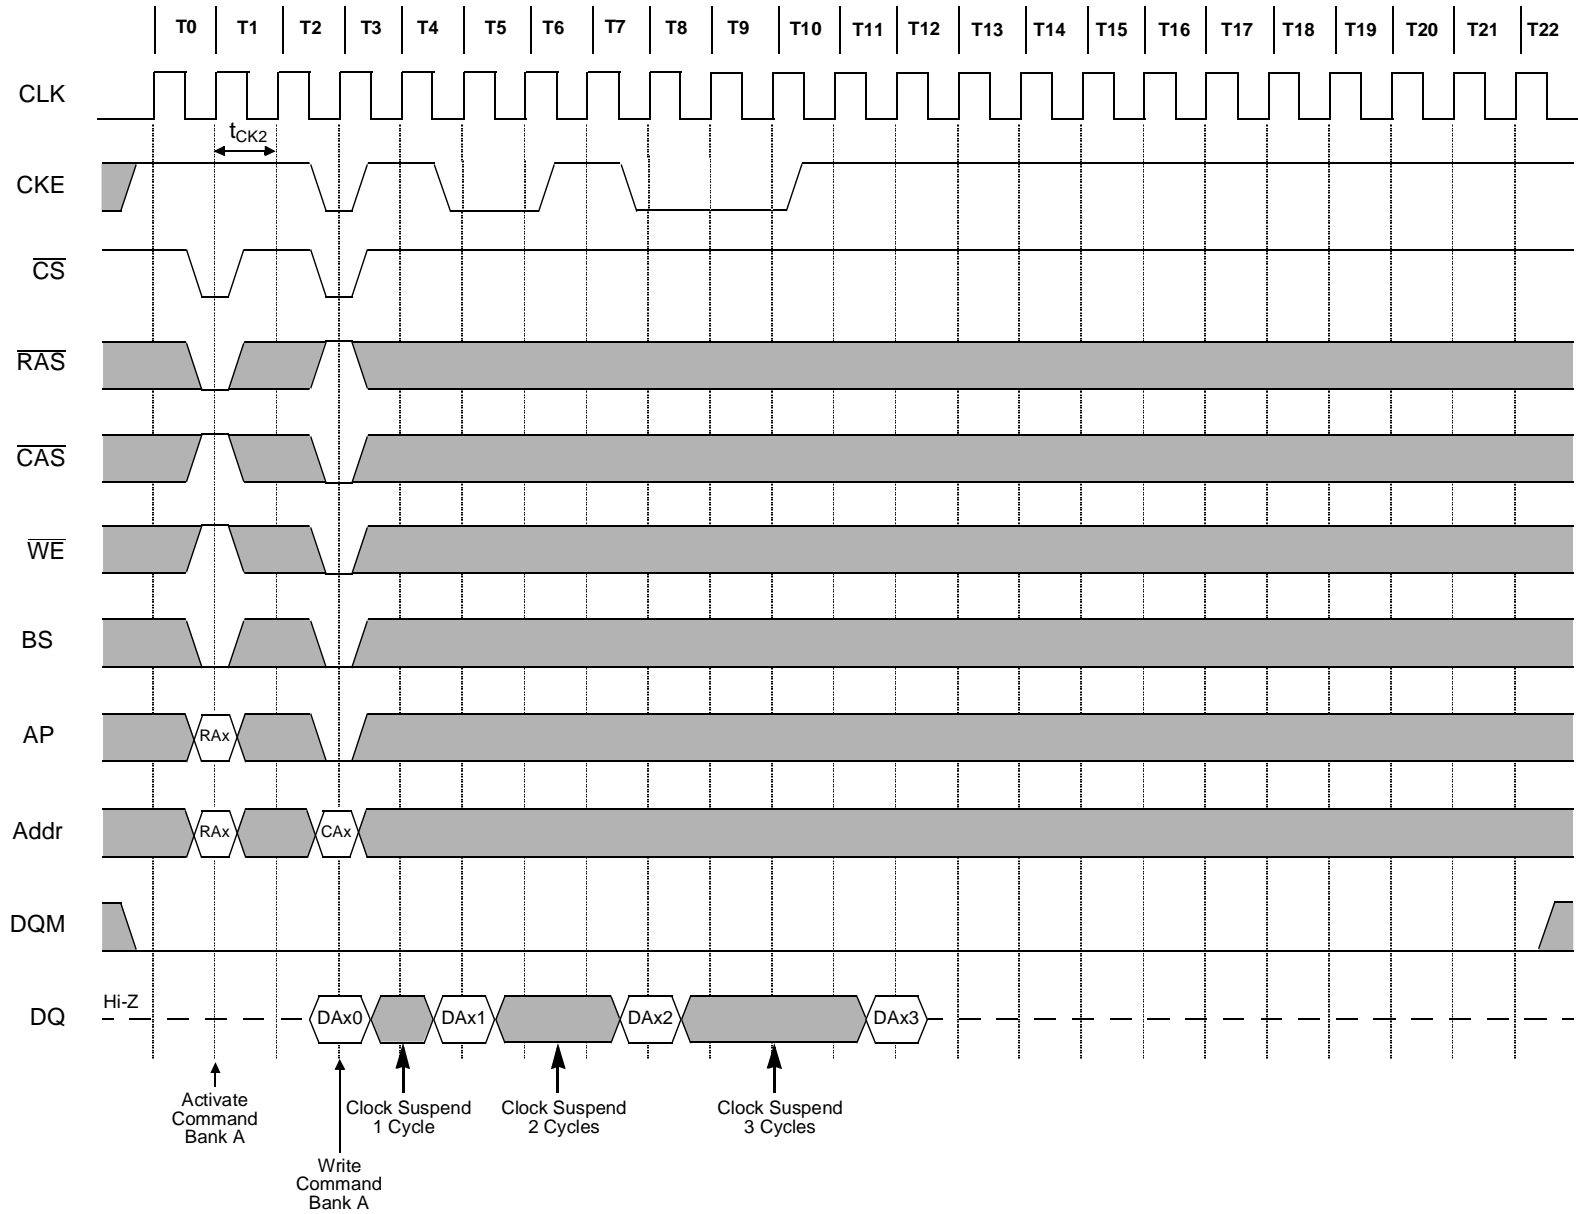 T0 T1 T2 T3 T4 T5 T6 T7 T8 T9 T10 T11 T12 T13 T14 T15 T16 T17 T18 T19 T20 T21 T22
CLK
tCK2
CKE
CS
RAS
CAS
WE
BS
AP RAx
Addr RAx CAx
DQM
Hi-Z
DQ DAx0 DAx1 DAx2 DAx3
Activate
Command
Bank A
Write
Command
Bank A
Clock Suspend
1 Cycle
Clock Suspend
2 Cycles
Clock Suspend
3 Cycles